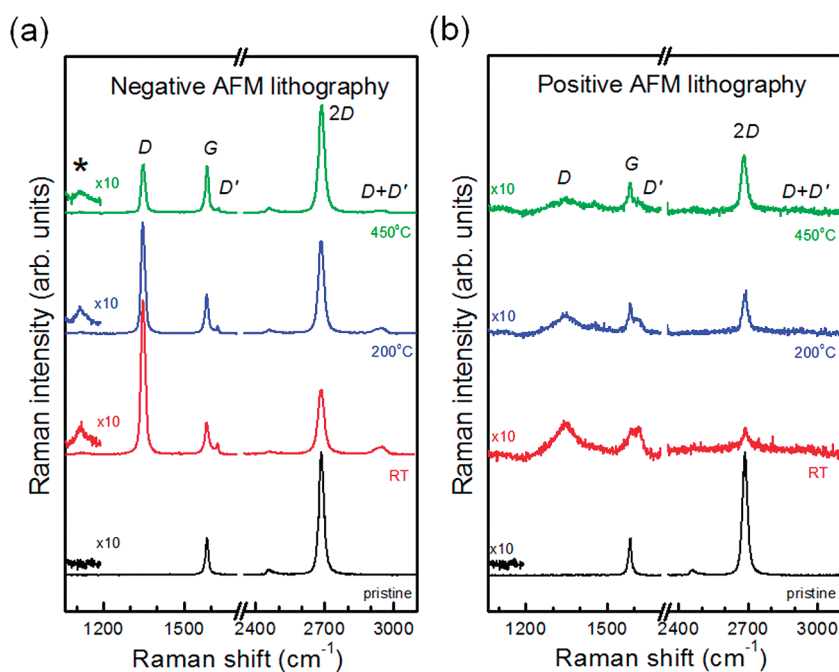 (a)
Negative AFM lithography
2D
D
G
*
x10
D'
D+D'
450°C
x10
200°C
x10
RT
x10
pristine
1200 1500 2400 2700 3000
Raman shift (cm-1)
Raman intensity (arb. units)
(b)
Positive AFM lithography
2D
D
G
D'
D+D'
x10
450°C
x10
200°C
x10
RT
x10
pristine
1200 1500 2400 2700 3000
Raman shift (cm-1)
Raman intensity (arb. units)